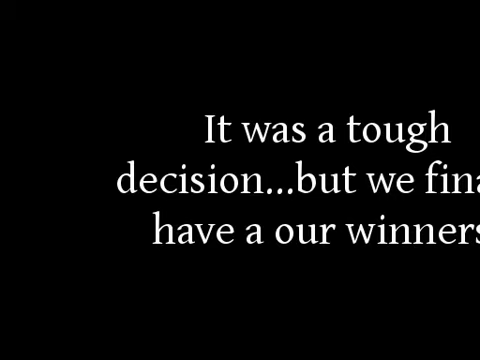 It was a tough
decision...but we fina
have a our winners